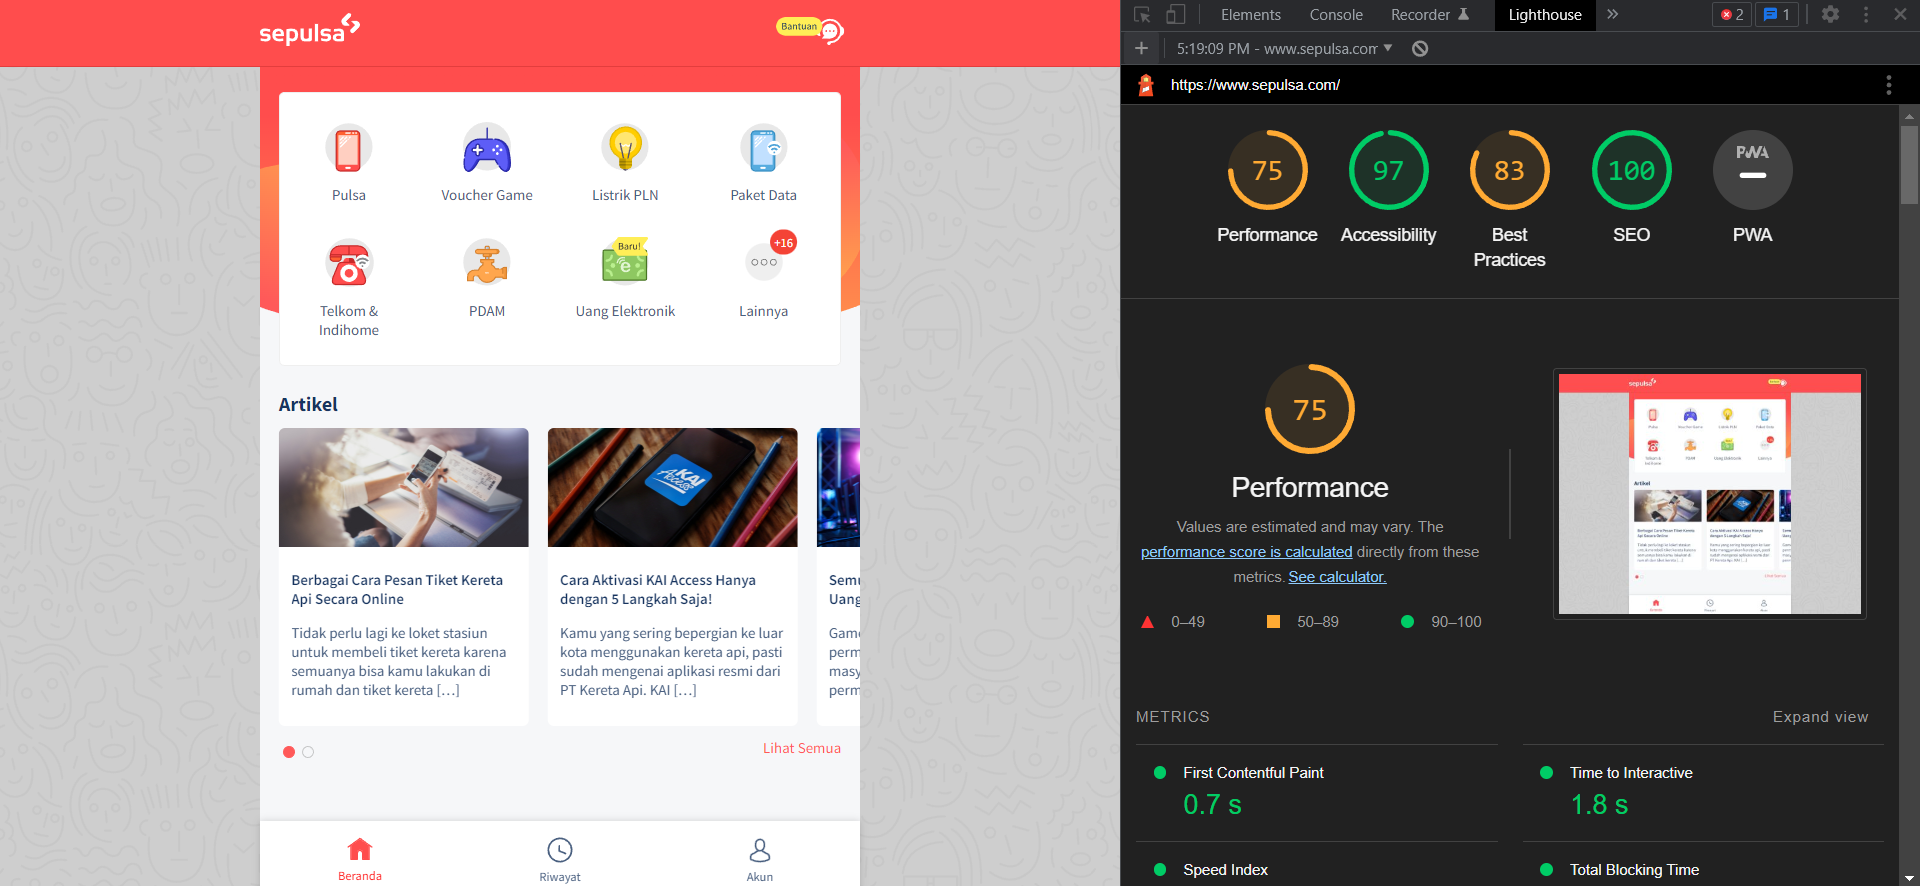 sepulsa
Bantuan
Pulsa
Voucher Game
Listrik PLN
Paket Data
Baru!
+16
Telkom &
Indihome
PDAM
Uang Elektronik
Lainnya
Artikel
KAI
Access
Berbagai Cara Pesan Tiket Kereta
Api Secara Online
Tidak perlu lagi ke loket stasiun
untuk membeli tiket kereta karena
semuanya bisa kamu lakukan di
rumah dan tiket kereta […]
Cara Aktivasi KAI Access Hanya
dengan 5 Langkah Saja!
Kamu yang sering bepergian ke luar
kota menggunakan kereta api, pasti
sudah mengenai aplikasi resmi dari
PT Kereta Api. KAI […]
Uang
perm
masy
perm
Lihat Semua
Beranda
Riwayat
Akun
Elements
Console
Recorder
Lighthouse
2
1
5:19:09 PM - www.sepulsa.com
https://www.sepulsa.com/
75
97
83
100
PWA
Performance
Accessibility
Best
Practices
SEO
PWA
75
Performance
Values are estimated and may vary. The
performance score is calculated directly from these
metrics. See calculator.
0–49
50–89
90–100
METRICS
Expand view
First Contentful Paint
0.7 s
Time to Interactive
1.8 s
Speed Index
Total Blocking Time